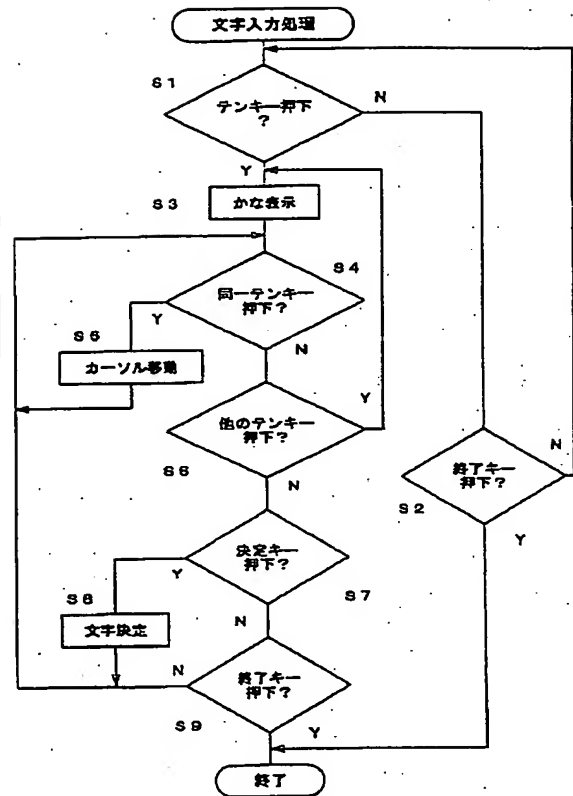 文字入力処理
S1
テンキー押下
?
N
Y
S3
かな表示
S4
同一テンキー
押下?
Y
N
S5
カーソル移動
他のテンキー
押下?
Y
S6
N
終了キー
押下?
N
S2
Y
決定キー
押下?
Y
S7
S8
文字決定
N
終了キー
押下?
N
S9
Y
終了